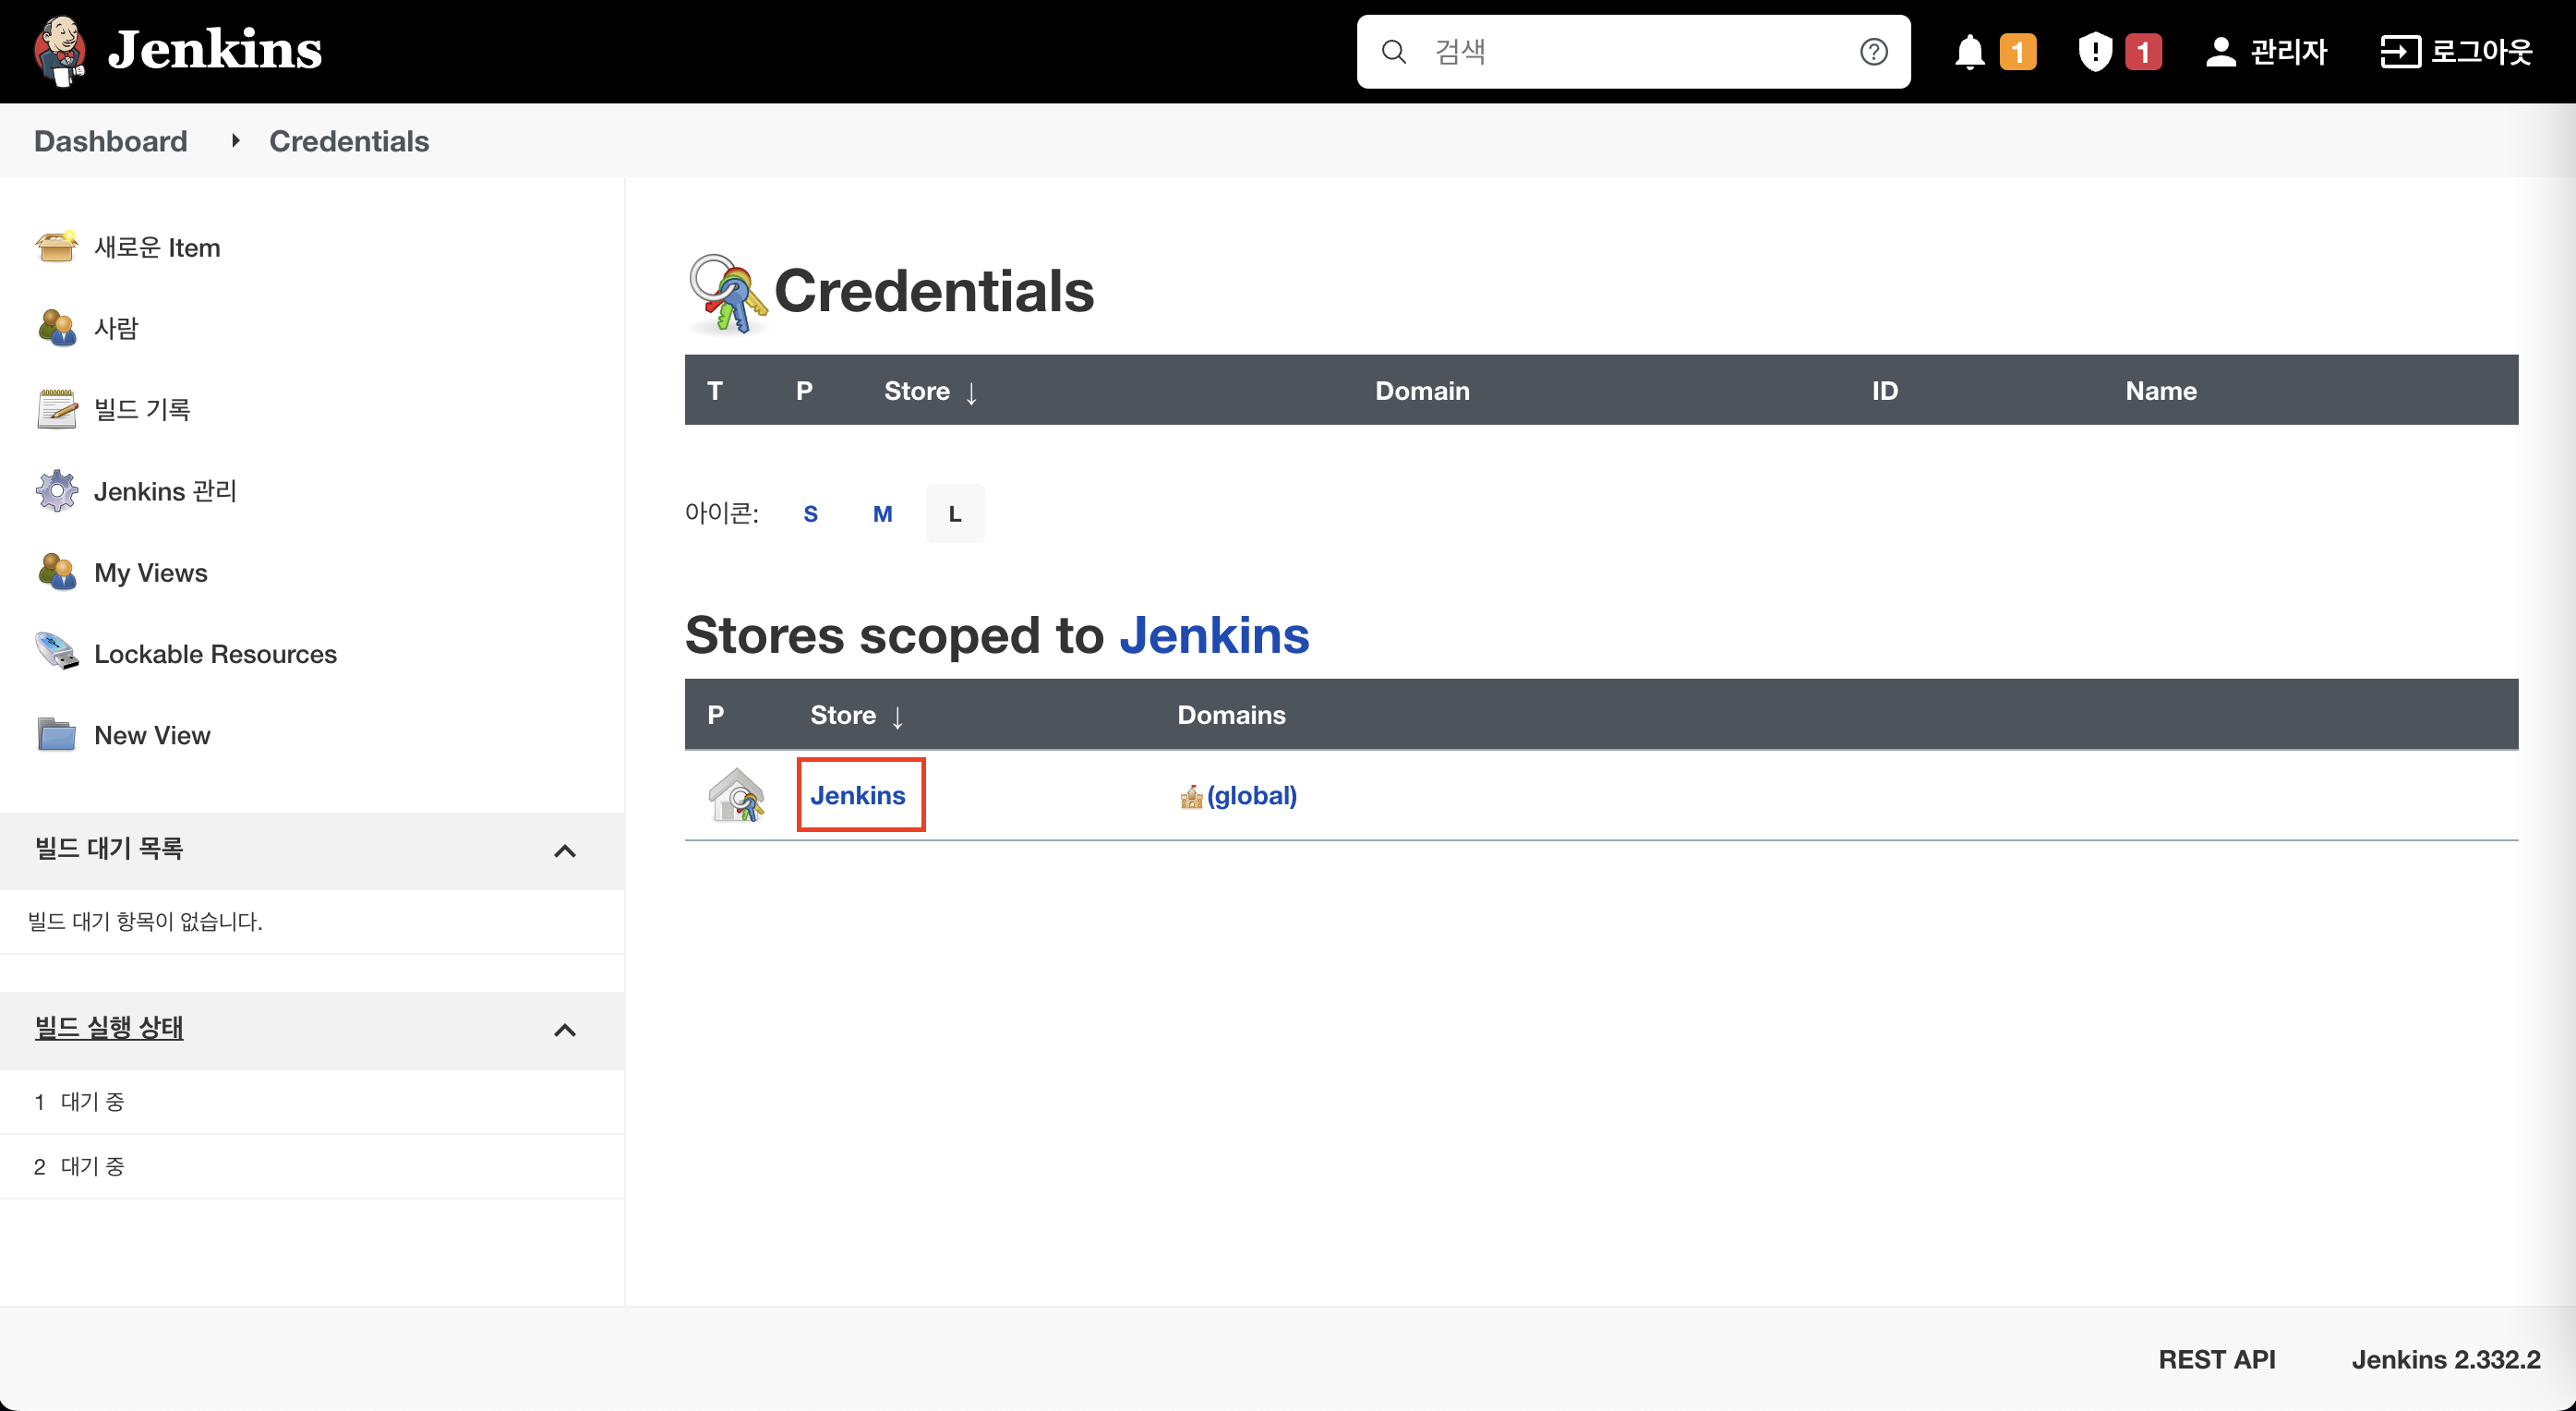 Jenkins
검색
1
1
관리자
로그아웃
Dashboard
Credentials
새로운 Item
사람
빌드 기록
Jenkins 관리
My Views
Lockable Resources
New View
빌드 대기 목록
빌드 대기 항목이 없습니다.
빌드 실행 상태
1 대기 중
2 대기 중
Credentials
T P Store ↓ Domain ID Name
아이콘: S M L
Stores scoped to Jenkins
P Store ↓ Domains
Jenkins (global)
REST API Jenkins 2.332.2